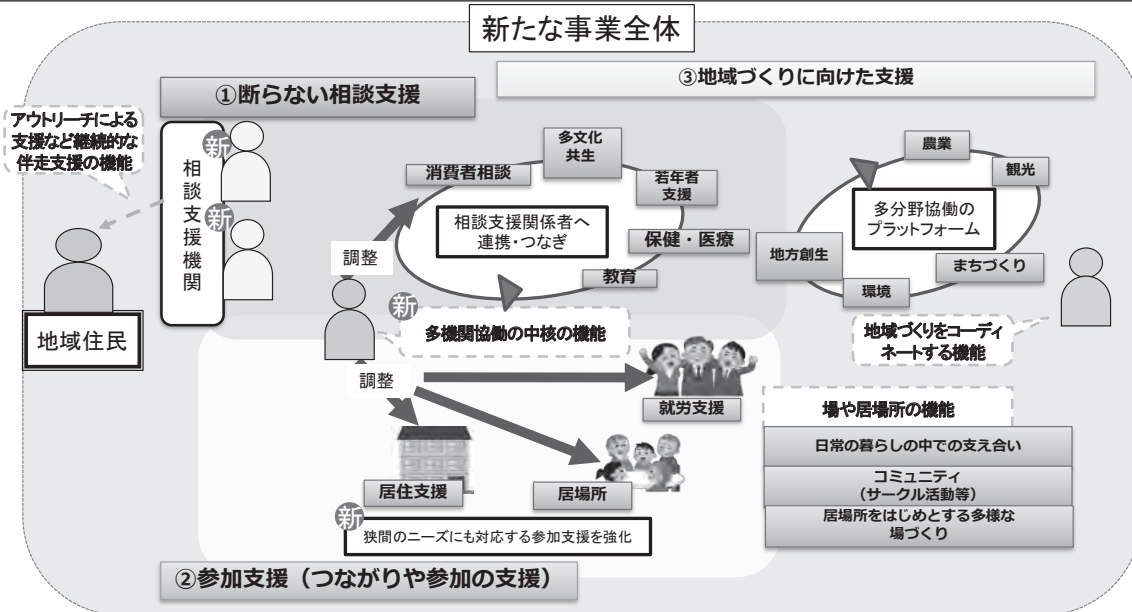 新たな事業全体
①断らない相談支援
③地域づくりに向けた支援
アウトリーチによる
支援など継続的な
伴走支援の機能
相談支援機関
新
新
地域住民
消費者相談
多文化
共生
若年者
支援
保健・医療
教育
相談支援関係者へ
連携・つなぎ
調整
新
多機関協働の中核の機能
農業
観光
まちづくり
環境
地方創生
多分野協働の
プラットフォーム
地域づくりをコーディ
ネートする機能
調整
就労支援
居住支援
居場所
新
狭間のニーズにも対応する参加支援を強化
②参加支援（つながりや参加の支援）
場や居場所の機能
日常の暮らしの中での支え合い
コミュニティ
（サークル活動等）
居場所をはじめとする多様な
場づくり